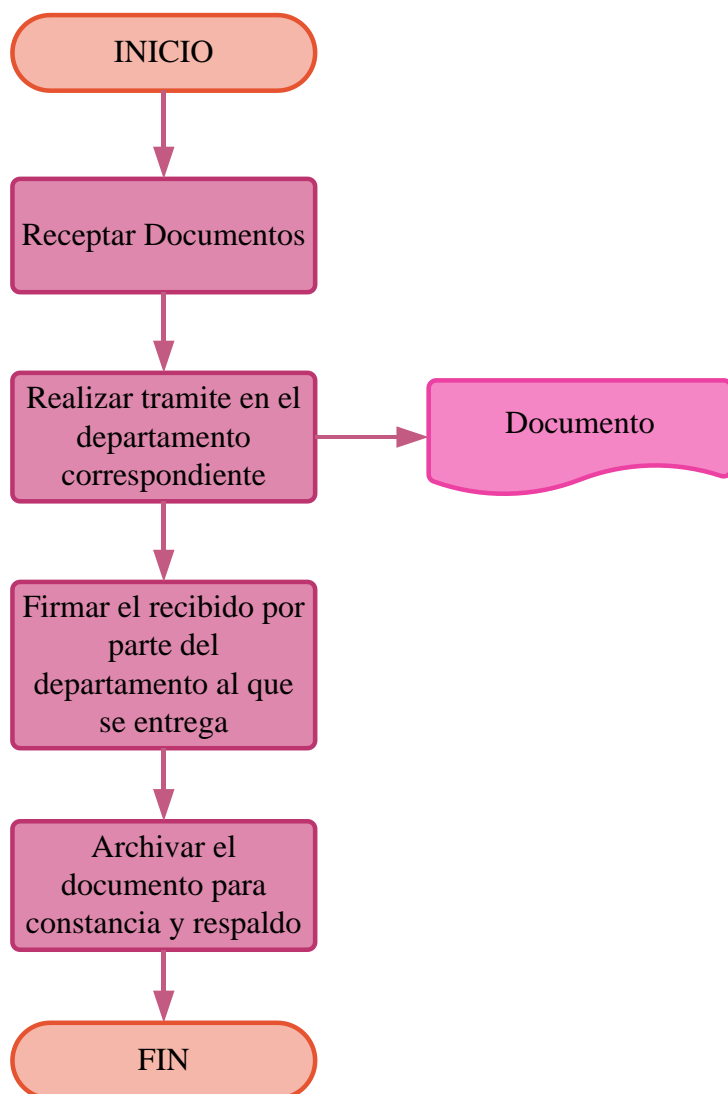 INICIO
Receptar Documentos
Realizar tramite en el
departamento
correspondiente
Documento
Firmar el recibido por
parte del
departamento al que
se entrega
Archivar el
documento para
constancia y respaldo
FIN